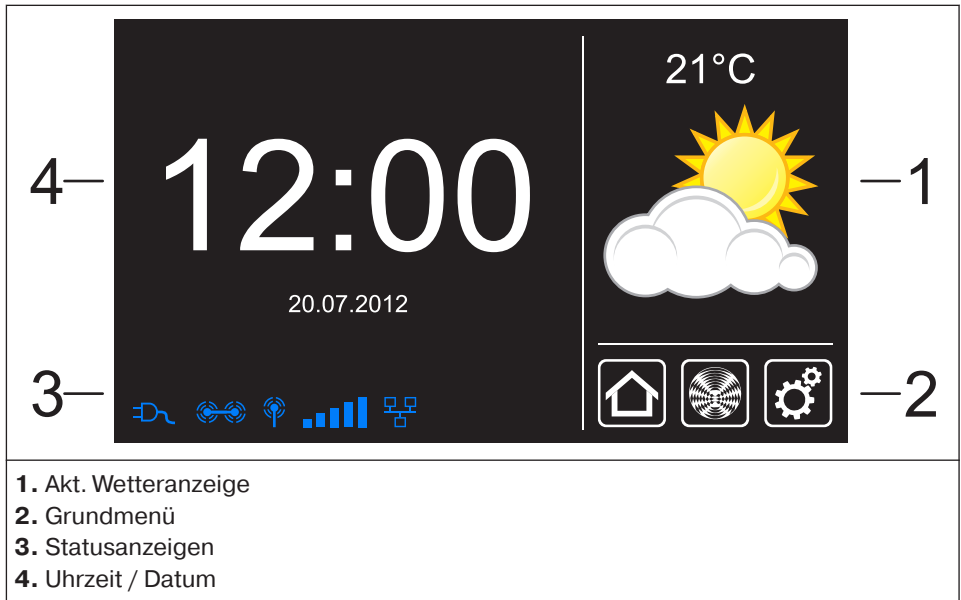 21°C
4
12:00
1
20.07.2012
3
2
1. Akt. Wetteranzeige
2. Grundmenü
3. Statusanzeigen
4. Uhrzeit / Datum